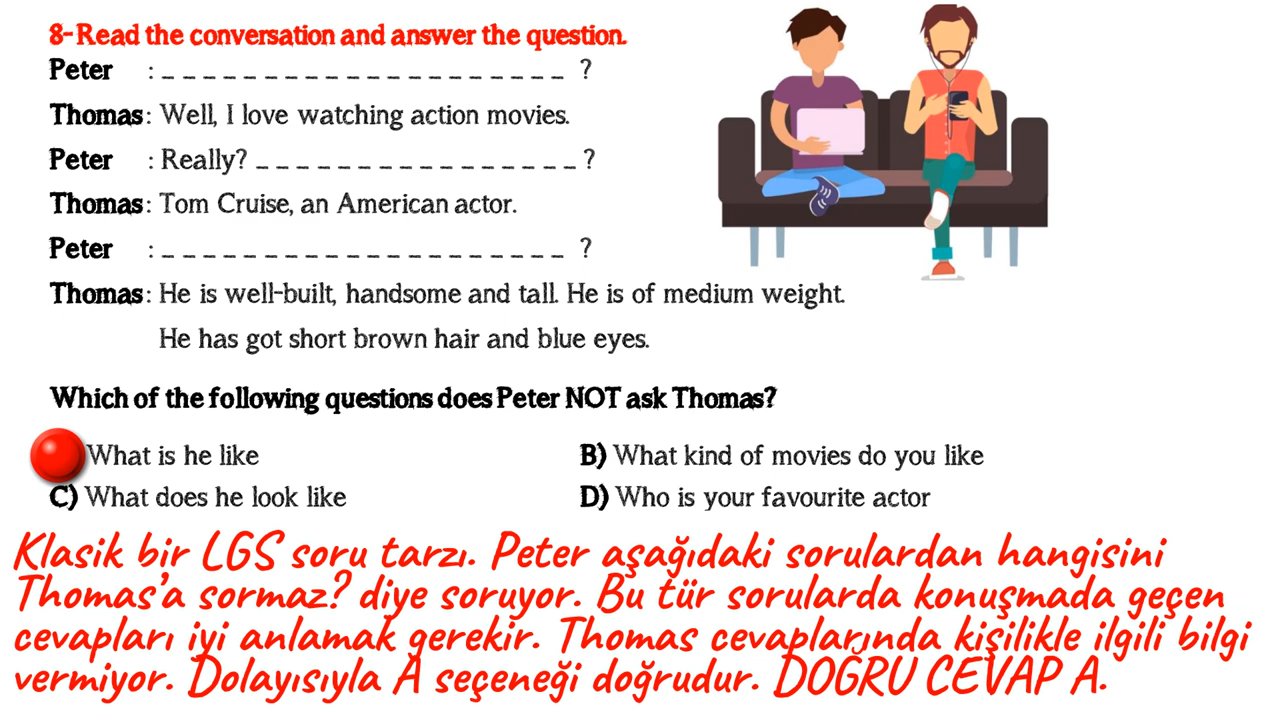 8- Read the conversation and answer the question.
Peter : _ _ _ _ _ _ _ _ _ _ _ _ _ _ _ _ _ _ _ _ ?
Thomas: Well, I love watching action movies.
Peter : Really? _ _ _ _ _ _ _ _ _ _ _ _ _ _ _ _ ?
Thomas: Tom Cruise, an American actor.
Peter : _ _ _ _ _ _ _ _ _ _ _ _ _ _ _ _ _ _ _ _ ?
Thomas: He is well-built, handsome and tall. He is of medium weight.
He has got short brown hair and blue eyes.
Which of the following questions does Peter NOT ask Thomas?
What is he like
B) What kind of movies do you like
C) What does he look like
D) Who is your favourite actor
Klasik bir LGS soru tarzı. Peter aşağıdaki sorulardan hangisini
Thomas'a sormaz? diye soruyor. Bu tür sorularda konuşmada geçen
cevapları iyi anlamak gerekir. Thomas cevaplarında kişilikle ilgili bilgi
vermiyor. Dolayısıyla A seçeneği doğrudur. DOĞRU CEVAP A.